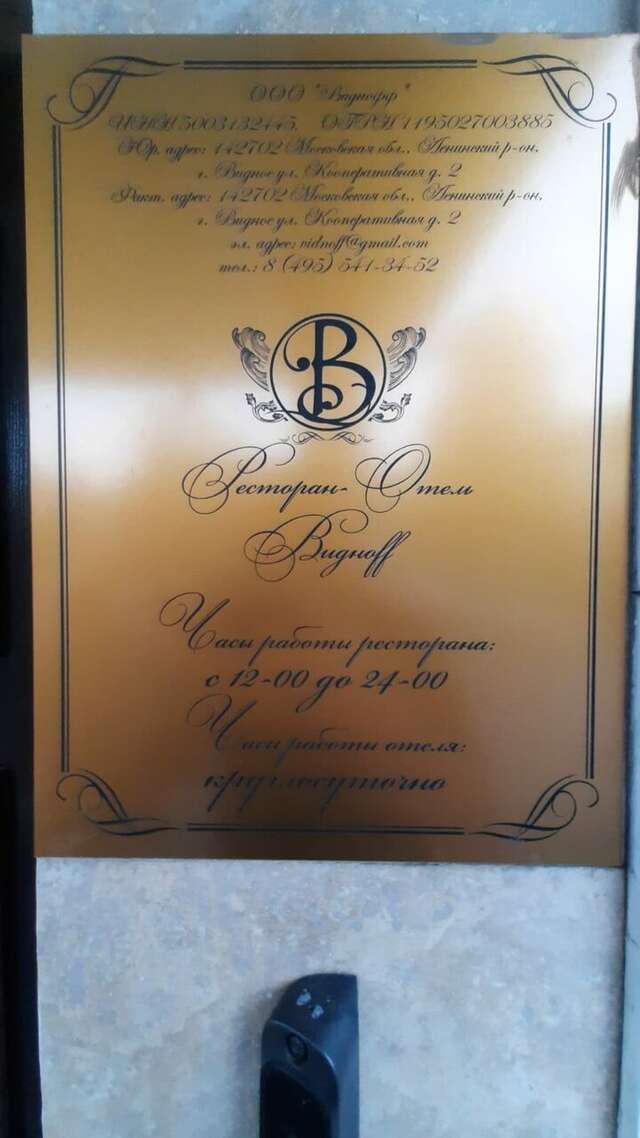 ООО "Виднофф"
ИНН 5003132445, ОГРН 1195027003885
Юр. адрес: 142702 Московская обл., Ленинский р-он,
г. Видное ул. Кооперативная д. 2
Факт. адрес: 142702 Московская обл., Ленинский р-он,
г. Видное ул. Кооперативная д. 2
эл. адрес: vidnoff@gmail.com
тел.: 8 (495) 541-34-52
В
Ресторан-Отель
Виdноff
Часы работы ресторана:
с 12-00 до 24-00
Часы работы отеля:
круглосуточно